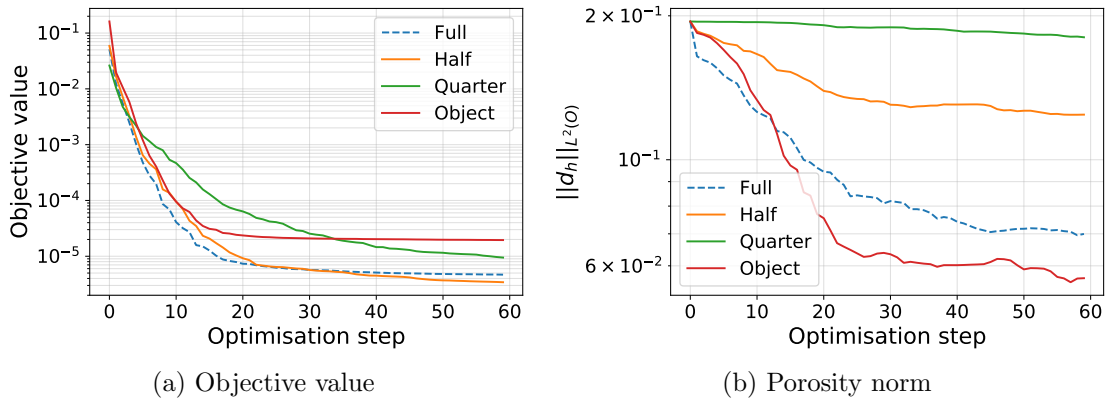 10⁻¹
10⁻²
10⁻³
10⁻⁴
10⁻⁵
Objective value
Full
Half
Quarter
Object
0 10 20 30 40 50 60
Optimisation step
(a) Objective value
2 × 10⁻¹
10⁻¹
6 × 10⁻²
||d_h||_{L²(O)}
Full
Half
Quarter
Object
0 10 20 30 40 50 60
Optimisation step
(b) Porosity norm